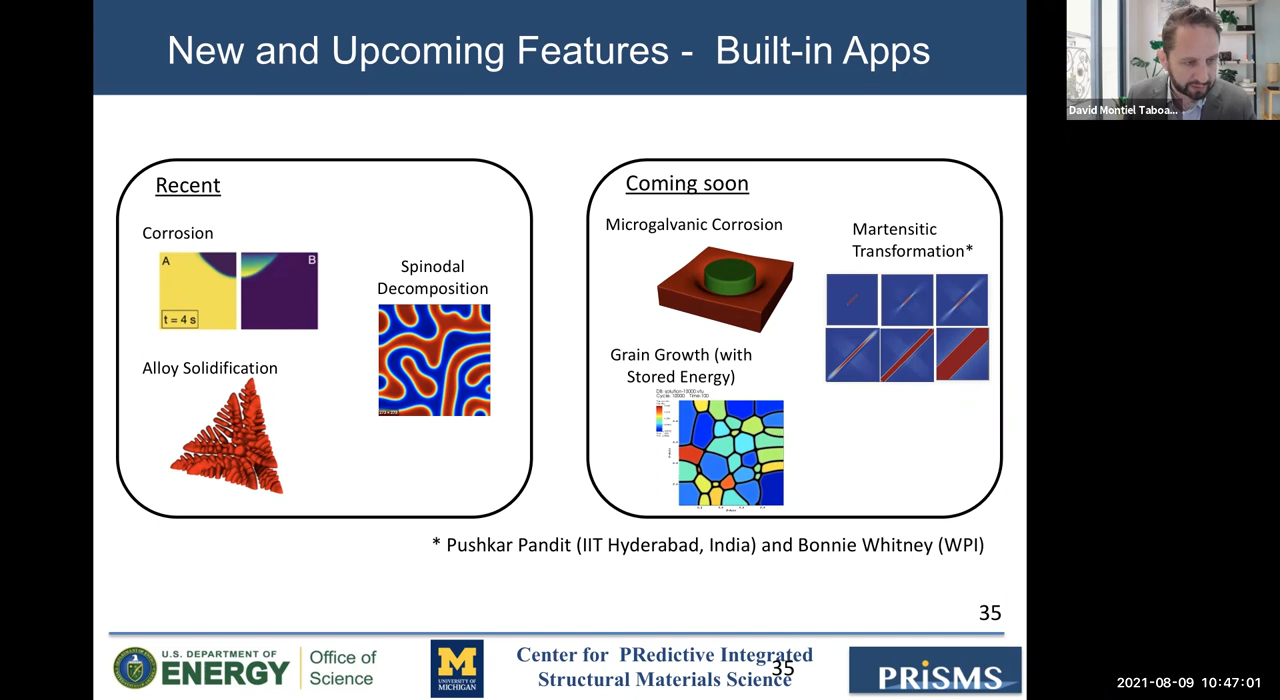 New and Upcoming Features -  Built-in Apps
David Montiel Taboa...
Recent
Corrosion
A
B
t = 4 s
Spinodal
Decomposition
Alloy Solidification
Coming soon
Microgalvanic Corrosion
Martensitic
Transformation*
Grain Growth (with
Stored Energy)
* Pushkar Pandit (IIT Hyderabad, India) and Bonnie Whitney (WPI)
35
U.S. DEPARTMENT OF
ENERGY
Office of
Science
M
UNIVERSITY OF
MICHIGAN
Center for PRedictive Integrated
Structural Materials Science
35
PRiSMS
2021-08-09 10:47:01